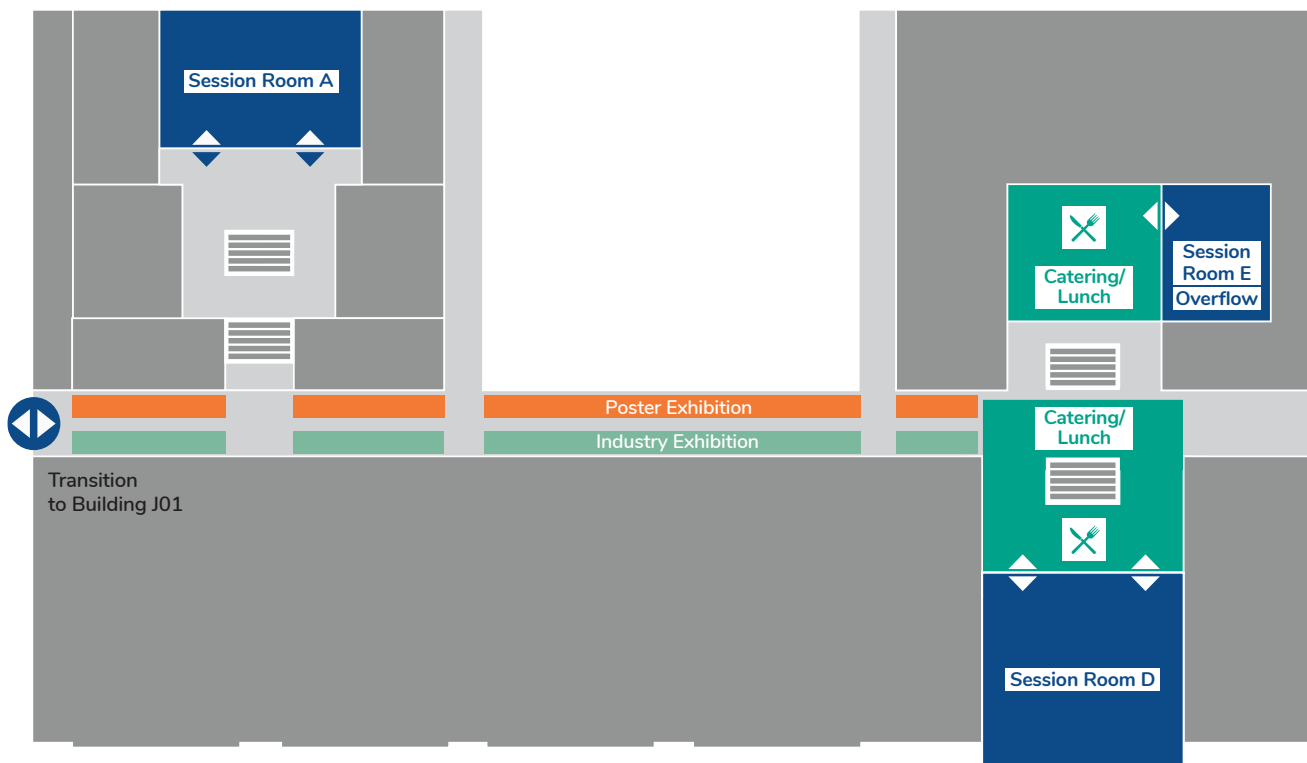 Session Room A
Session
Room E
Overflow
Catering/
Lunch
Poster Exhibition
Industry Exhibition
Catering/
Lunch
Transition
to Building J01
Session Room D